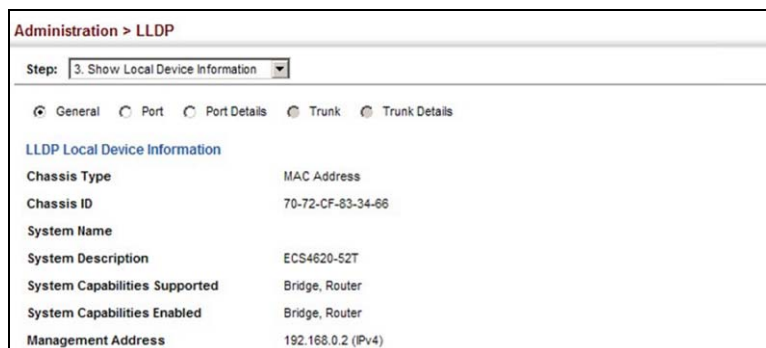 Administration > LLDP
Step: 3. Show Local Device Information
General Port Port Details Trunk Trunk Details
LLDP Local Device Information
Chassis Type MAC Address
Chassis ID 70-72-CF-83-34-66
System Name
System Description ECS4620-52T
System Capabilities Supported Bridge, Router
System Capabilities Enabled Bridge, Router
Management Address 192.168.0.2 (IPv4)